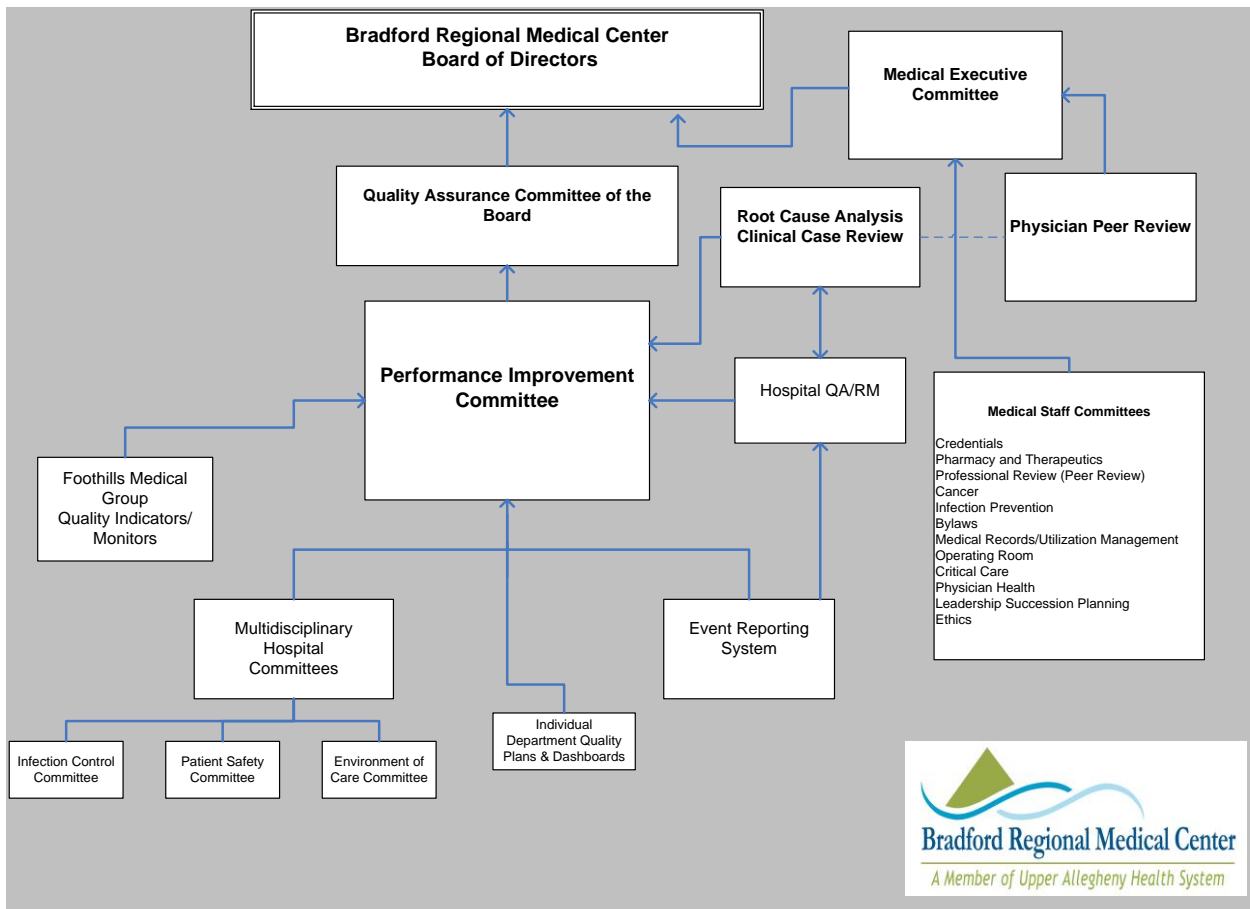 Bradford Regional Medical Center
Board of Directors
Medical Executive
Committee
Quality Assurance Committee of the
Board
Root Cause Analysis
Clinical Case Review
Physician Peer Review
Performance Improvement
Committee
Hospital QA/RM
Medical Staff Committees
Credentials
Pharmacy and Therapeutics
Professional Review (Peer Review)
Cancer
Infection Prevention
Bylaws
Medical Records/Utilization Management
Operating Room
Critical Care
Physician Health
Leadership Succession Planning
Ethics
Foothills Medical
Group
Quality Indicators/
Monitors
Multidisciplinary
Hospital
Committees
Event Reporting
System
Individual
Department Quality
Plans & Dashboards
Infection Control
Committee
Patient Safety
Committee
Environment of
Care Committee
Bradford Regional Medical Center
A Member of Upper Allegheny Health System